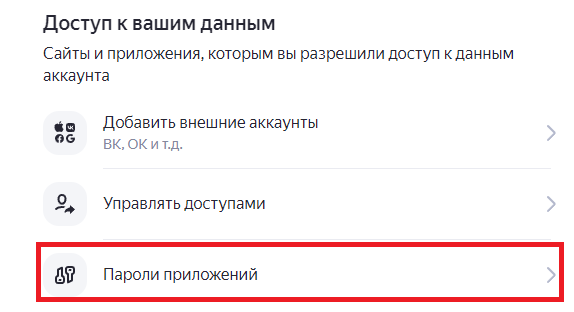 Доступ к вашим данным
Сайты и приложения, которым вы разрешили доступ к данным
аккаунта
Добавить внешние аккаунты
ВК, ОК и т.д.
Управлять доступами
Пароли приложений